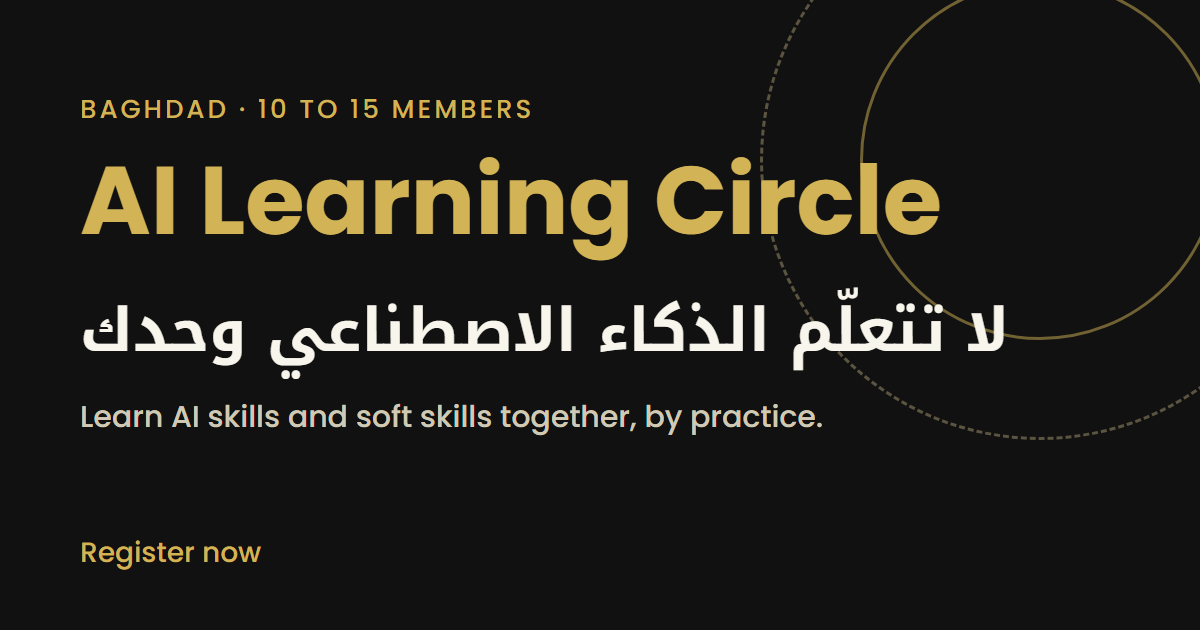 BAGHDAD · 10 TO 15 MEMBERS
AI Learning Circle
لا تتعلّم الذكاء الاصطناعي وحدك
Learn AI skills and soft skills together, by practice.
Register now